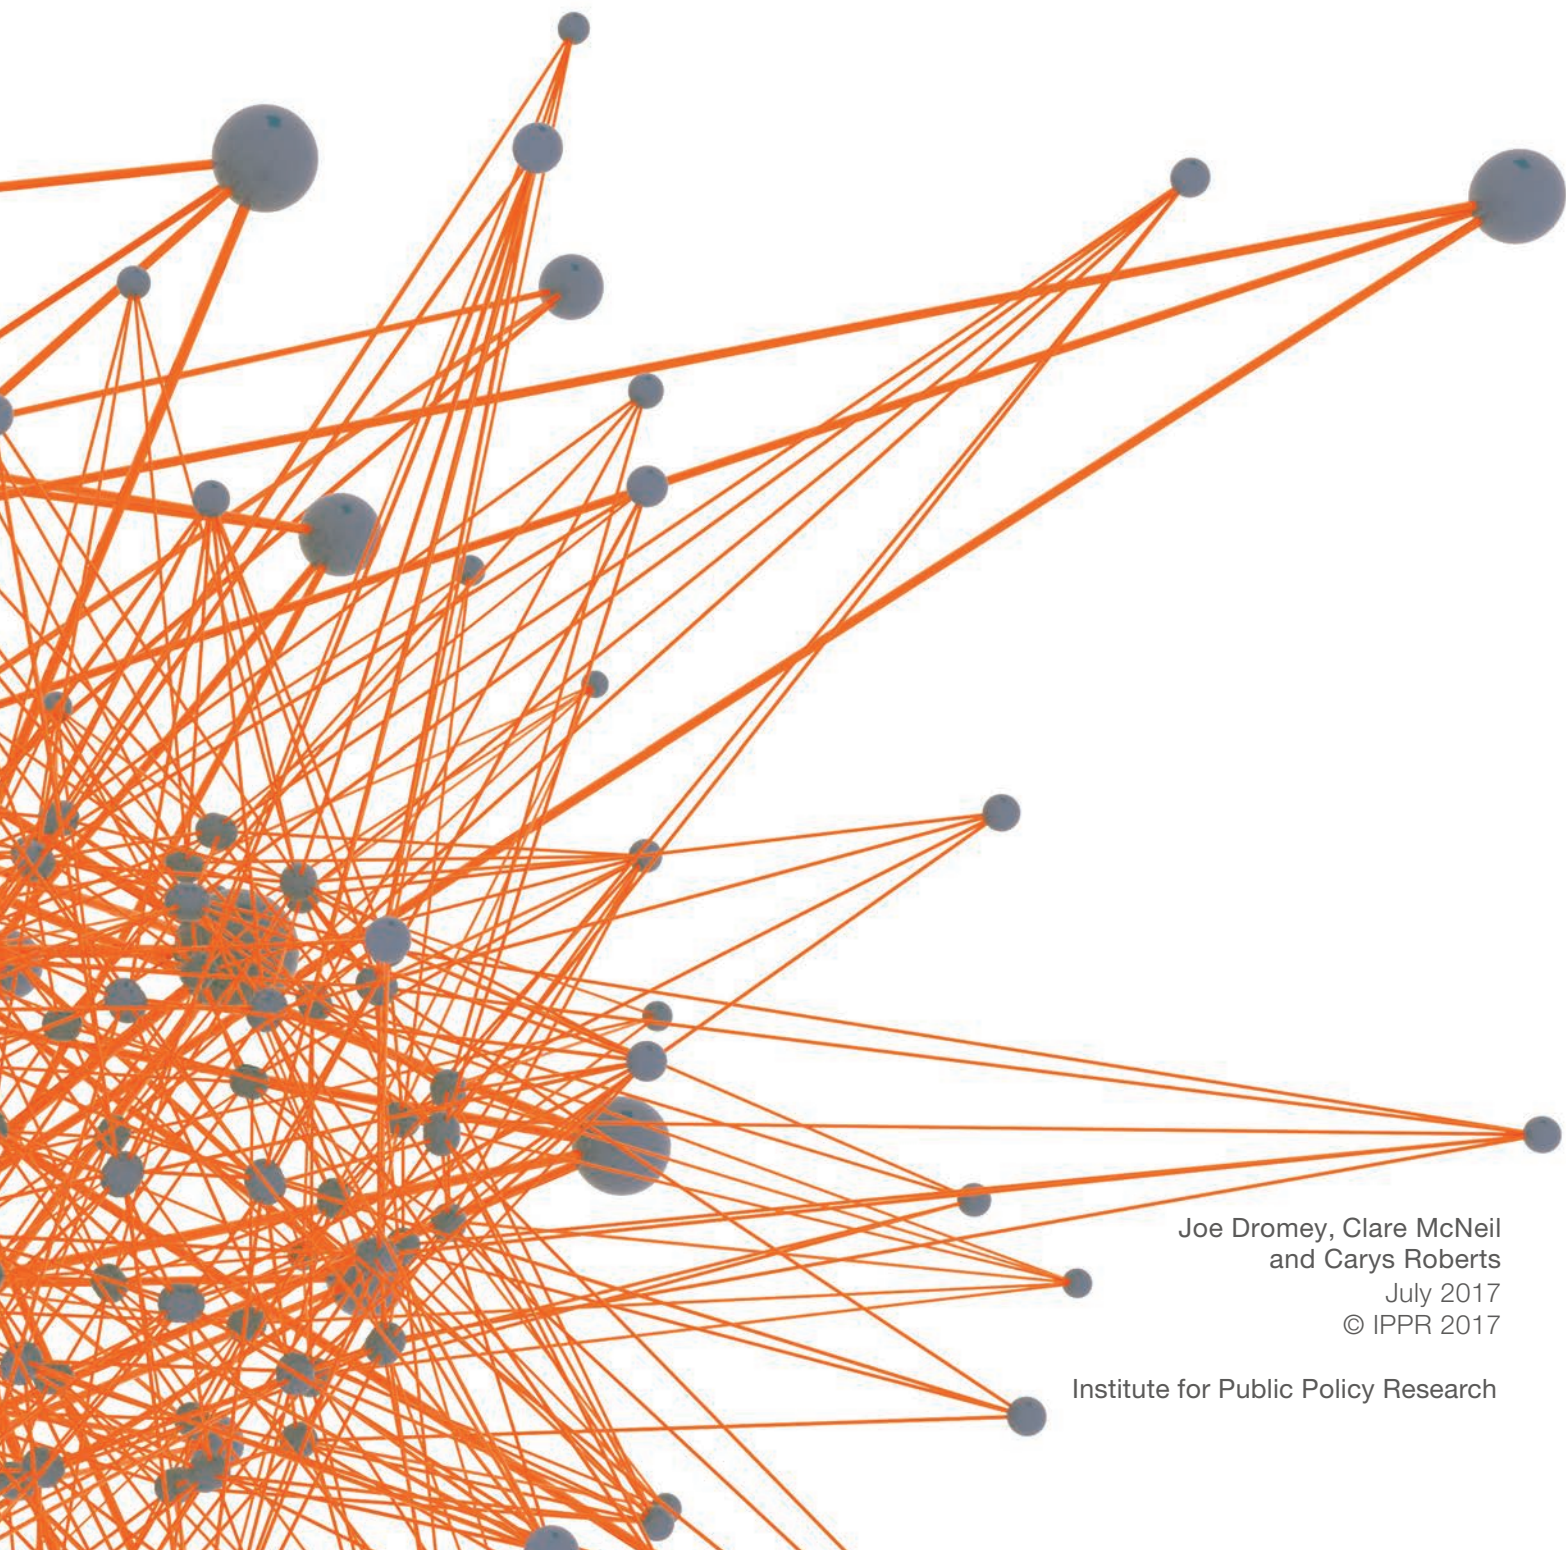 Joe Dromey, Clare McNeil
and Carys Roberts
July 2017
© IPPR 2017
Institute for Public Policy Research